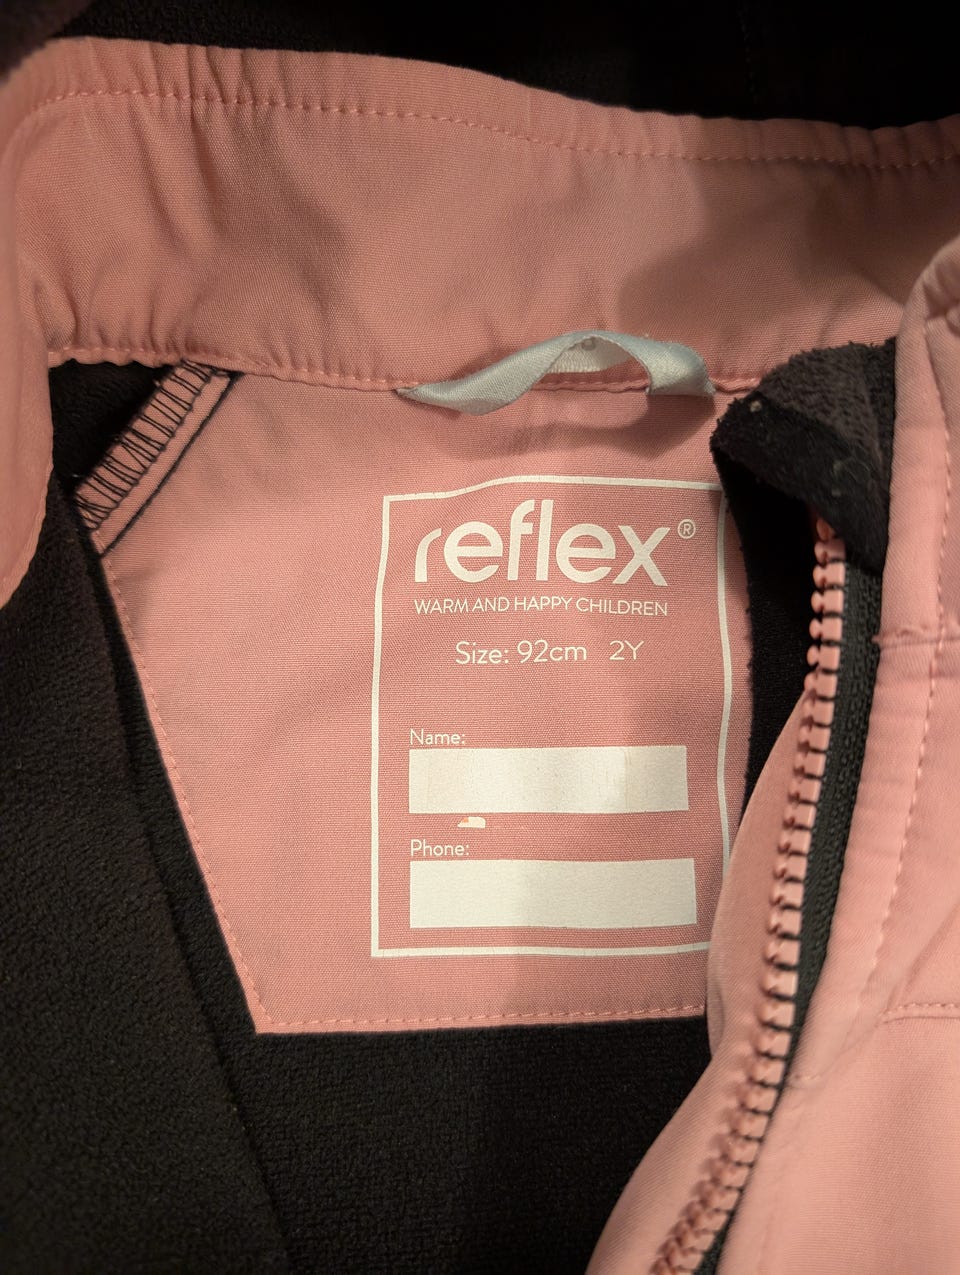 reflex®
WARM AND HAPPY CHILDREN
Size: 92cm 2Y
Name:
Phone: